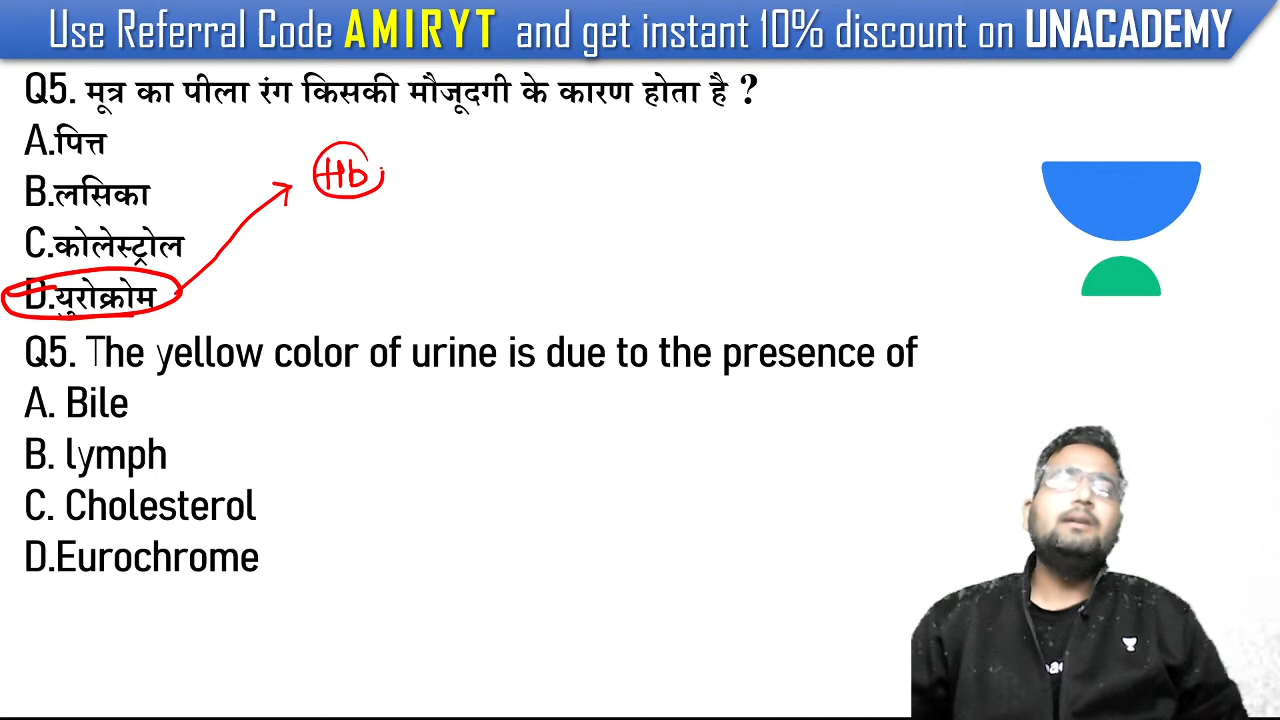 Use Referral Code AMIRYT and get instant 10% discount on UNACADEMY
Q5. मूत्र का पीला रंग किसकी मौजूदगी के कारण होता है ?
A.पित्त
Hb
B.लसिका
C.कोलेस्ट्रोल
D.युरोक्रोम
Q5. The yellow color of urine is due to the presence of
A. Bile
B. lymph
C. Cholesterol
D.Eurochrome